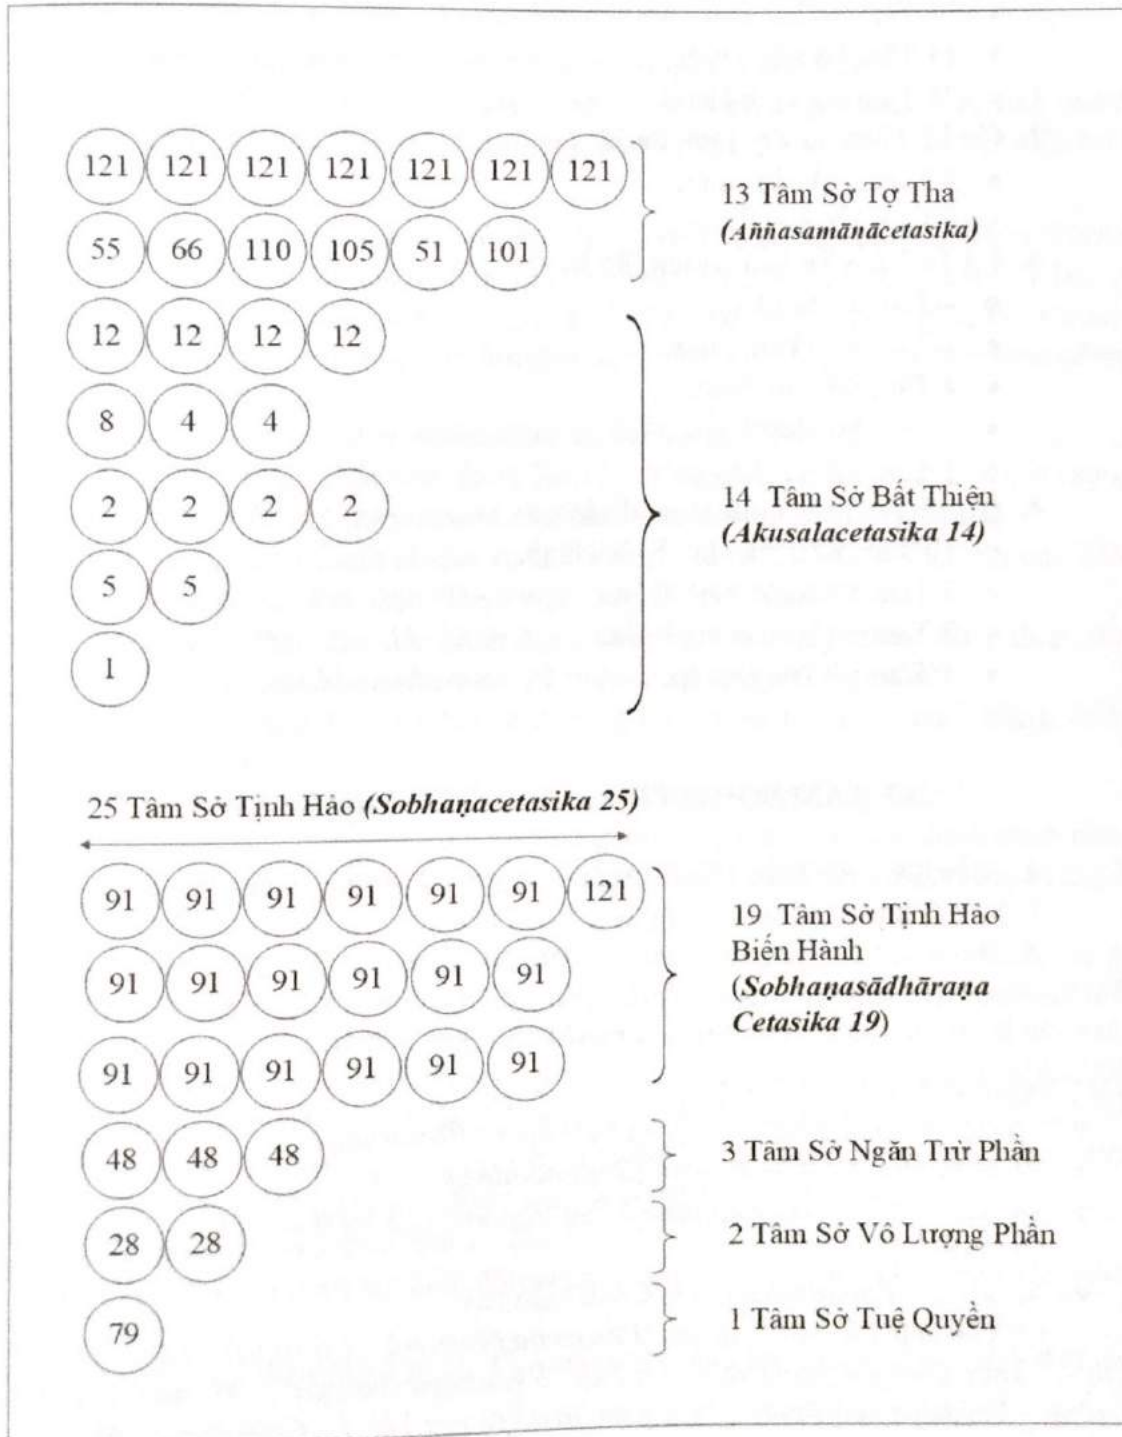 121 121 121 121 121 121 121
55 66 110 105 51 101
13 Tâm Sở Tợ Tha
(Aññasamānācetasika)
12 12 12 12
8 4 4
2 2 2 2
5 5
1
14 Tâm Sở Bất Thiện
(Akusalacetasika 14)
25 Tâm Sở Tịnh Hảo (Sobhaṇacetasika 25)
91 91 91 91 91 91 121
91 91 91 91 91 91
91 91 91 91 91 91
19 Tâm Sở Tịnh Hảo
Biến Hành
(Sobhaṇasādhāraṇa
Cetasika 19)
48 48 48
3 Tâm Sở Ngăn Trừ Phần
28 28
2 Tâm Sở Vô Lượng Phần
79
1 Tâm Sở Tuệ Quyền